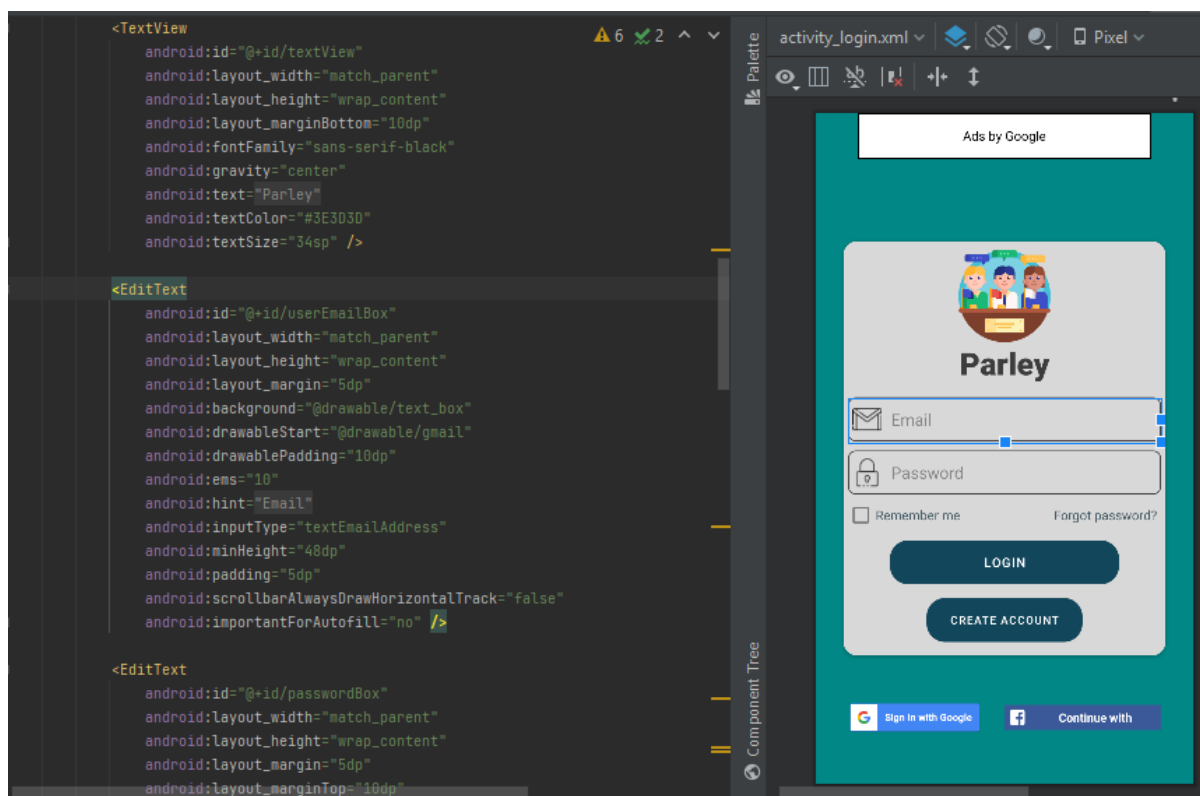 <TextView
android:id="@+id/textView"
android:layout_width="match_parent"
android:layout_height="wrap_content"
android:layout_marginBottom="10dp"
android:fontFamily="sans-serif-black"
android:gravity="center"
android:text="Parley"
android:textColor="#3E3D3D"
android:textSize="34sp" />
<EditText
android:id="@+id/userEmailBox"
android:layout_width="match_parent"
android:layout_height="wrap_content"
android:layout_margin="5dp"
android:background="@drawable/text_box"
android:drawableStart="@drawable/gmail"
android:drawablePadding="10dp"
android:ems="10"
android:hint="Email"
android:inputType="textEmailAddress"
android:minHeight="48dp"
android:padding="5dp"
android:scrollbarAlwaysDrawHorizontalTrack="false"
android:importantForAutofill="no" />
<EditText
android:id="@+id/passwordBox"
android:layout_width="match_parent"
android:layout_height="wrap_content"
android:layout_margin="5dp"
android:layout_marginTop="10dp"
6 2
Palette
Component Tree
activity_login.xml Pixel
Ads by Google
Parley
Email
Password
Remember me Forgot password?
LOGIN
CREATE ACCOUNT
G Sign in with Google f Continue with